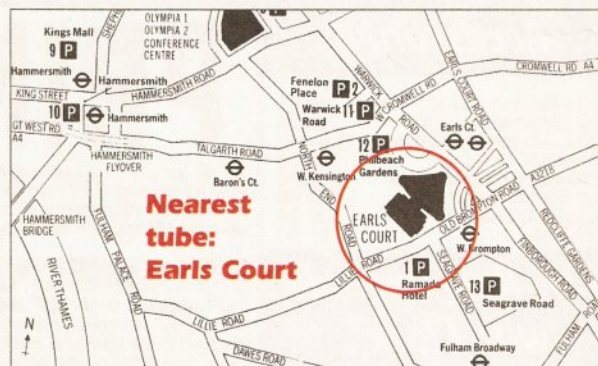 OLYMPIA 1
OLYMPIA 2
CONFERENCE
CENTRE
Kings Mall
9 P
Hammersmith
Hammersmith
KING STREET
HAMMERSMITH ROAD
10 P
Hammersmith
GT WEST RD
A4
HAMMERSMITH
FLYOVER
TALGARTH ROAD
Baron's Ct.
Fenelon
Place
P 2
Warwick
Road
11 P
WARWICK
ROAD
W CROMWELL RD
CROMWELL RD A4
EARLS COURT ROAD
Earls Ct.
12 P
Philbeach
Gardens
W. Kensington
NORTH
END
ROAD
EARLS
COURT
OLD BROMPTON ROAD
A3218
W. Brompton
REDCLIFFE GARDENS
FINBOROUGH ROAD
Nearest
tube:
Earls Court
HAMMERSMITH
BRIDGE
RIVER THAMES
FULHAM PALACE ROAD
LILLIE ROAD
LILLIE ROAD
1 P
Ramada
Hotel
SEAGRAVE ROAD
13 P
Seagrave Road
N
DAWES ROAD
Fulham Broadway
FULHAM ROAD